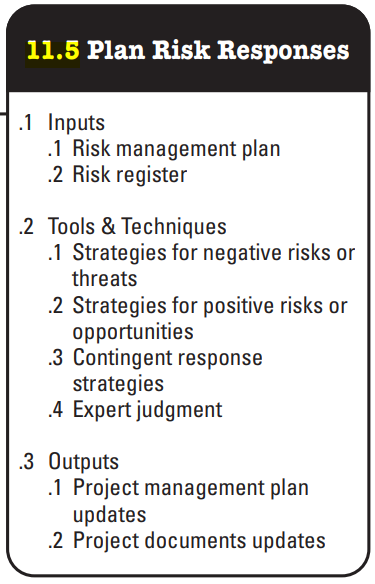 11.5 Plan Risk Responses
.1 Inputs
.1 Risk management plan
.2 Risk register
.2 Tools & Techniques
.1 Strategies for negative risks or
threats
.2 Strategies for positive risks or
opportunities
.3 Contingent response
strategies
.4 Expert judgment
.3 Outputs
.1 Project management plan
updates
.2 Project documents updates